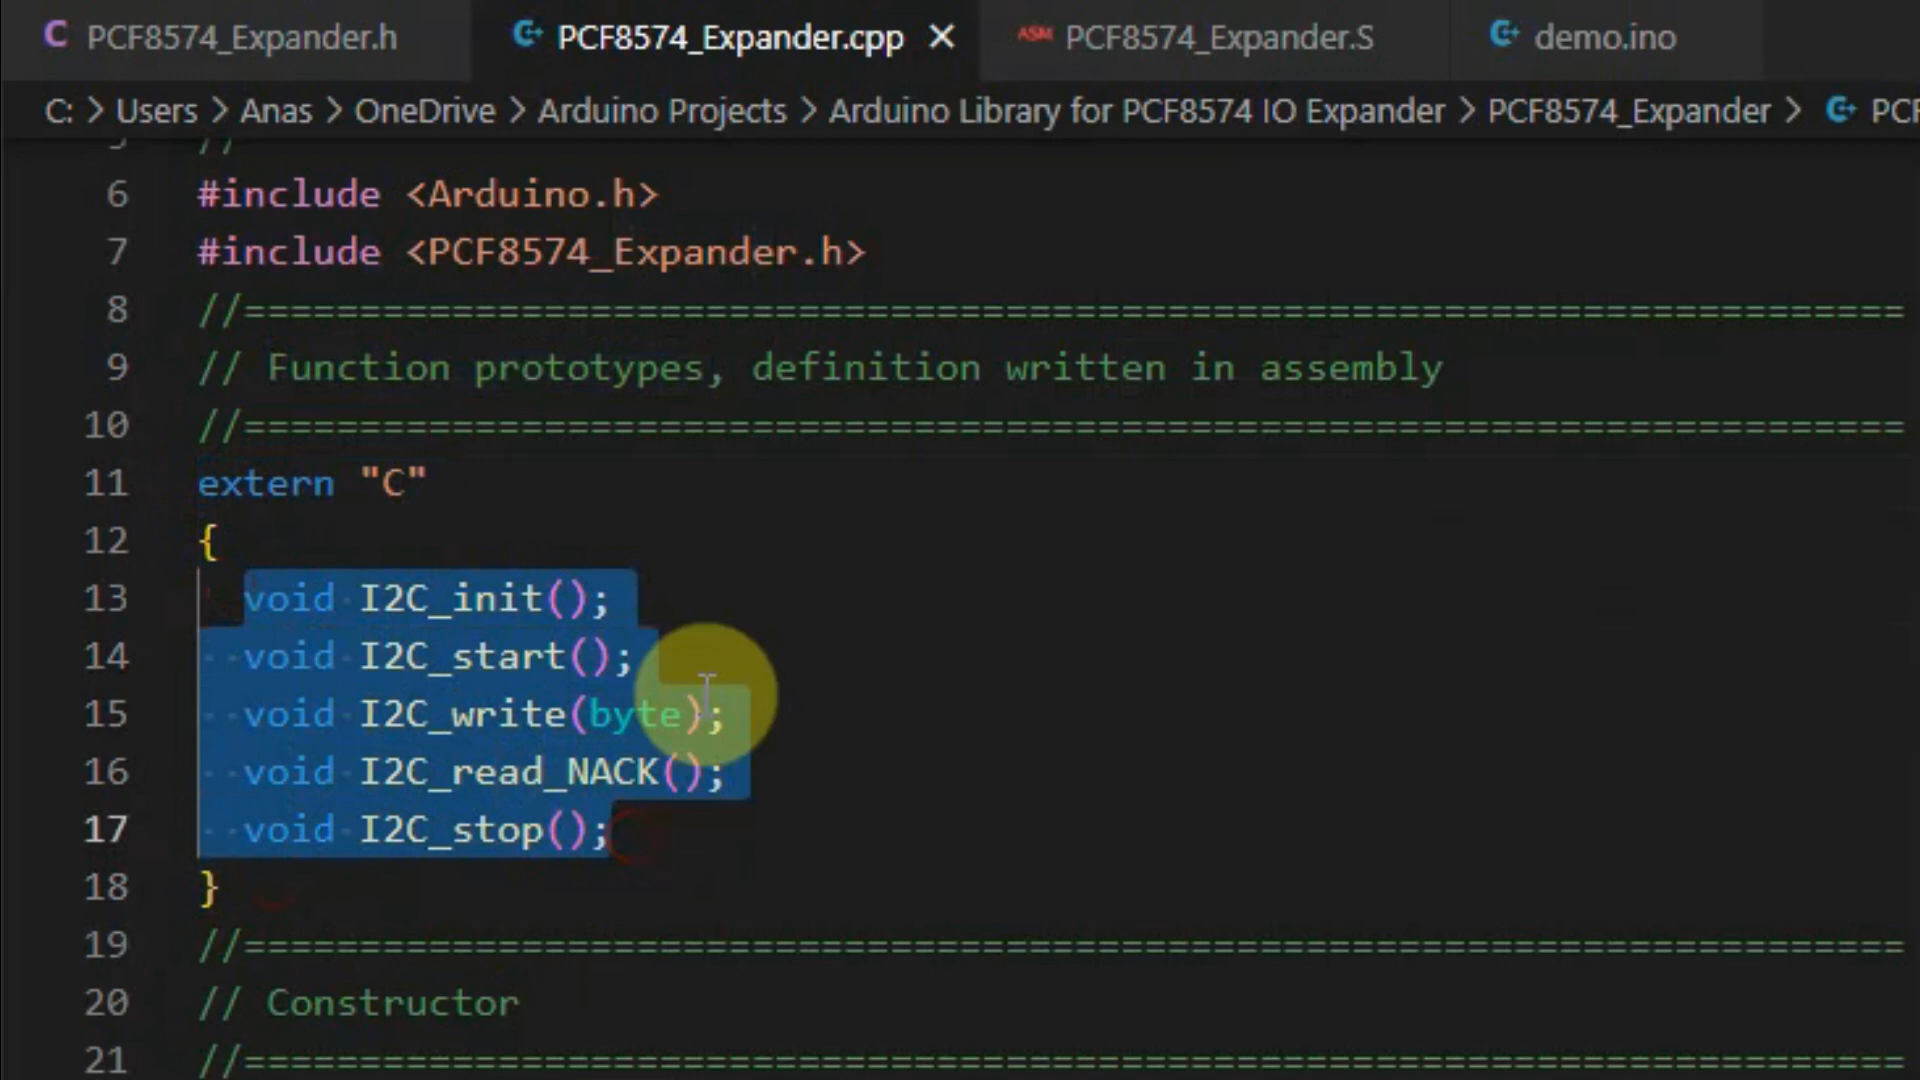 PCF8574_Expander.h
PCF8574_Expander.cpp
ASM PCF8574_Expander.S
demo.ino
C: > Users > Anas > OneDrive > Arduino Projects > Arduino Library for PCF8574 IO Expander > PCF8574_Expander >
5 //
6 #include <Arduino.h>
7 #include <PCF8574_Expander.h>
8 //========================================================================
9 // Function prototypes, definition written in assembly
10 //========================================================================
11 extern "C"
12 {
13 void I2C_init();
14 void I2C_start();
15 void I2C_write(byte);
16 void I2C_read_NACK();
17 void I2C_stop();
18 }
19 //========================================================================
20 // Constructor
21 //========================================================================